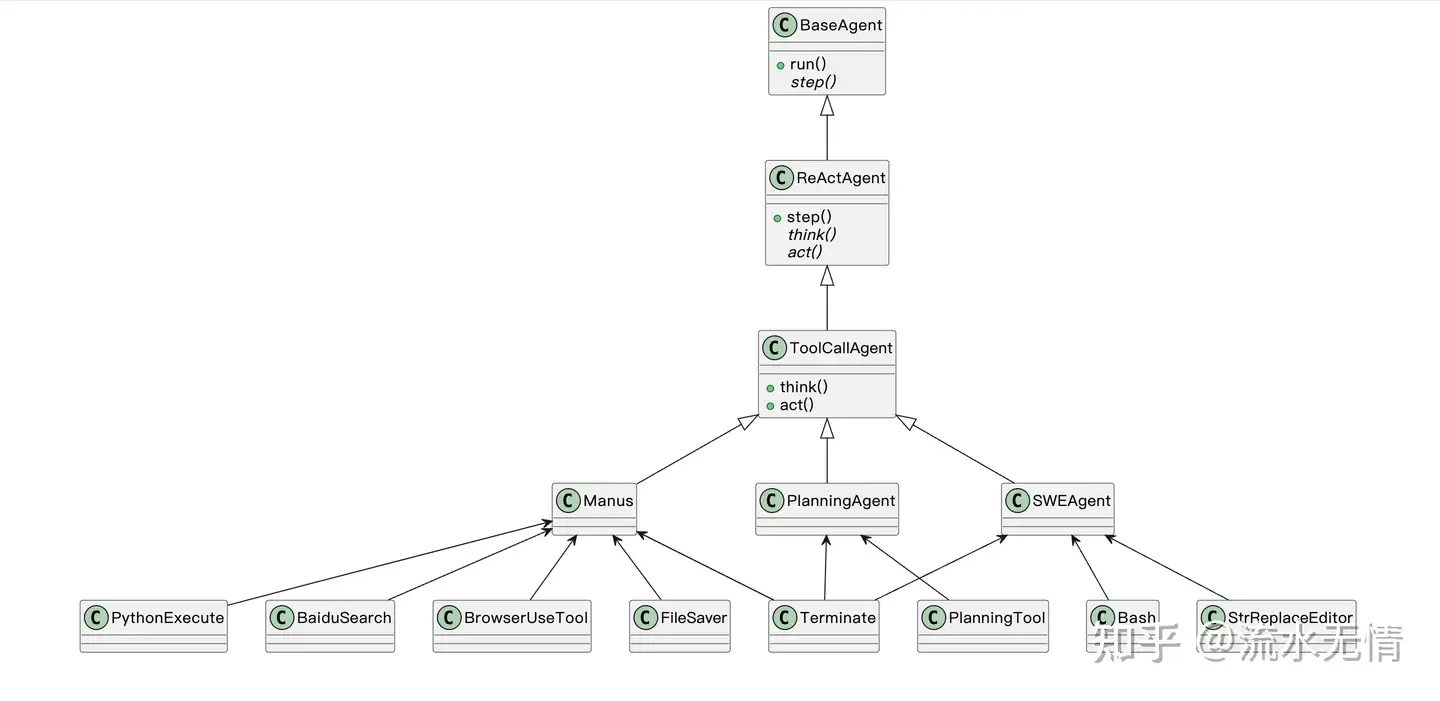 C BaseAgent
run()
step()
C ReActAgent
step()
think()
act()
C ToolCallAgent
think()
act()
C Manus
C PlanningAgent
C SWEAgent
C PythonExecute
C BaiduSearch
C BrowserUseTool
C FileSaver
C Terminate
C PlanningTool
C Bash
C StrReplaceEditor
知乎 @流水无情